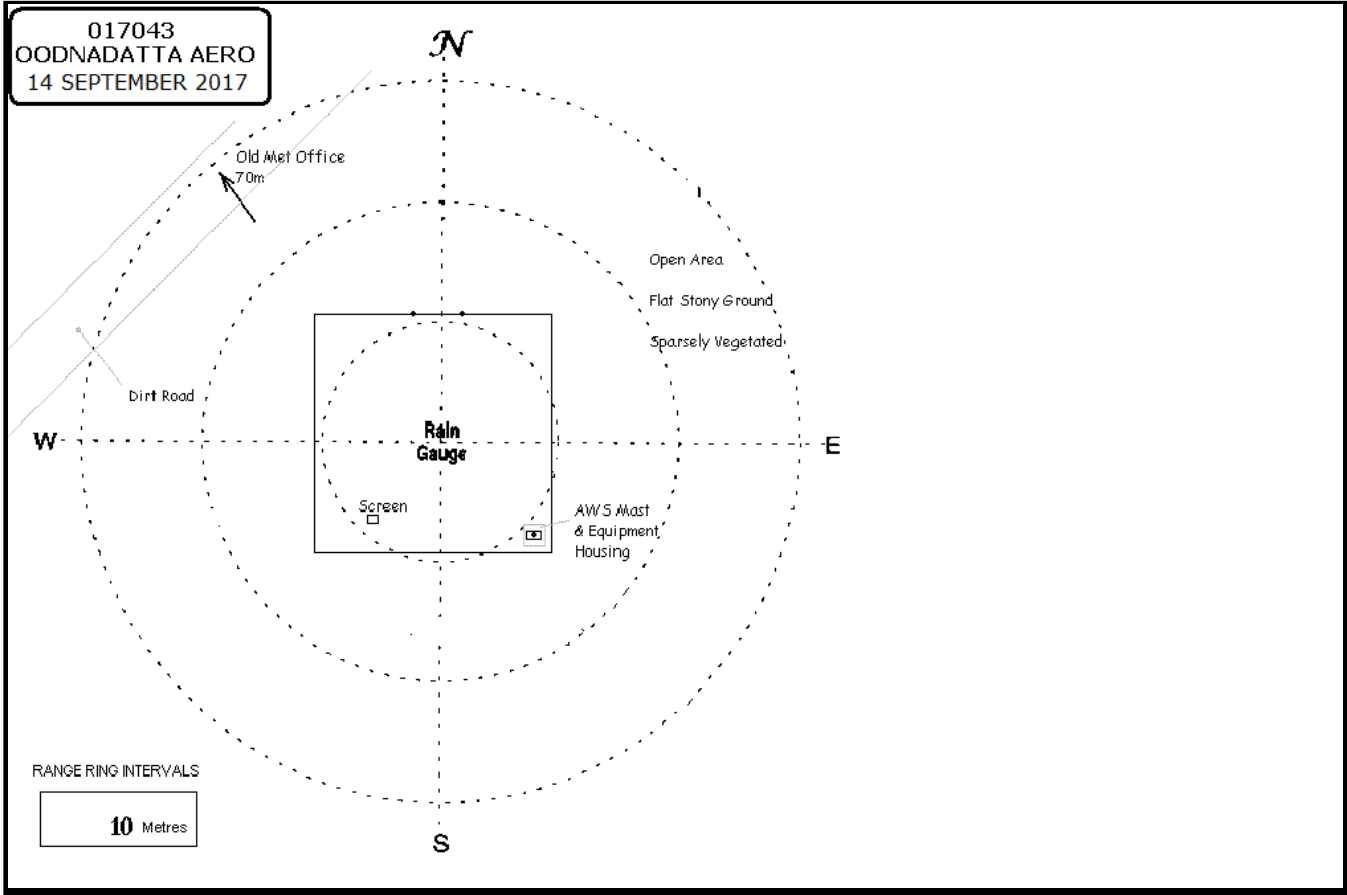 017043
OODNADATTA AERO
14 SEPTEMBER 2017
N
Old Met Office
70m
Open Area
Flat Stony Ground
Sparsely Vegetated
Dirt Road
W
Rain
Gauge
E
Screen
AWS Mast
& Equipment
Housing
RANGE RING INTERVALS
10 Metres
S